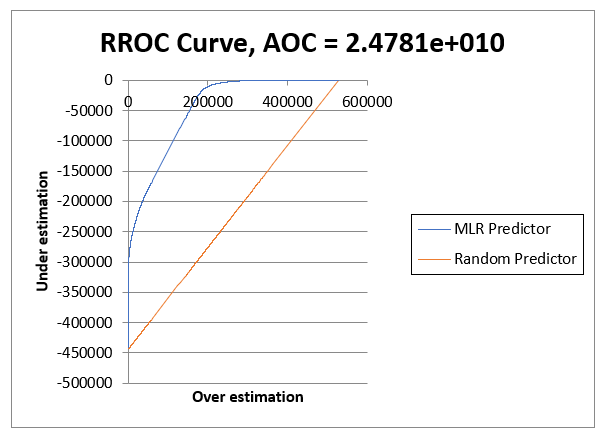 RROC Curve, AOC = 2.4781e+010
0
0 200000 400000 600000
-50000
-100000
-150000
-200000
-250000
-300000
-350000
-400000
-450000
-500000
Under estimation
Over estimation
MLR Predictor
Random Predictor